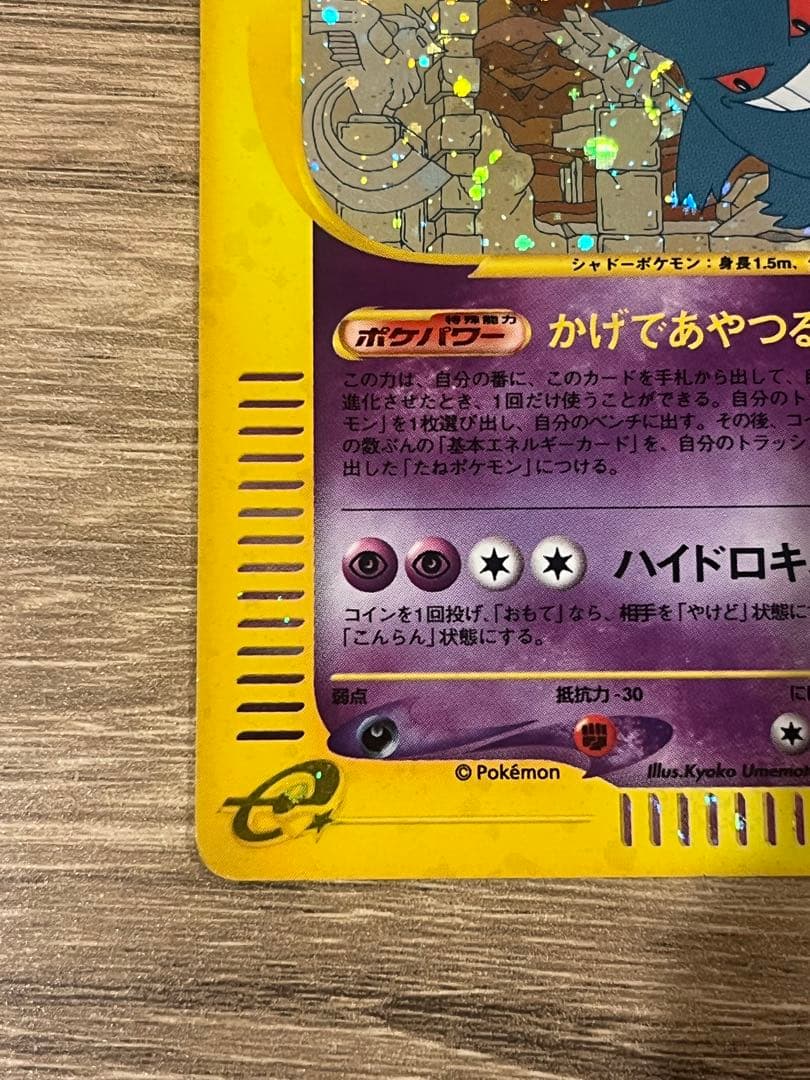 シャドーポケモン：身長1.5m、
特殊能力
ポケパワー かげであやつる
この力は、自分の番に、このカードを手札から出して、
進化させたとき、1回だけ使うことができる。自分のト
モン」を1枚選び出し、自分のベンチに出す。その後、コ
の数ぶんの「基本エネルギーカード」を、自分のトラッシ
出した「たねポケモン」につける。
ハイドロキ
コインを1回投げ、「おもて」なら、相手を「やけど」状態に
「こんらん」状態にする。
弱点 抵抗力-30 に
© Pokémon Illus.Kyoko Umemot
e